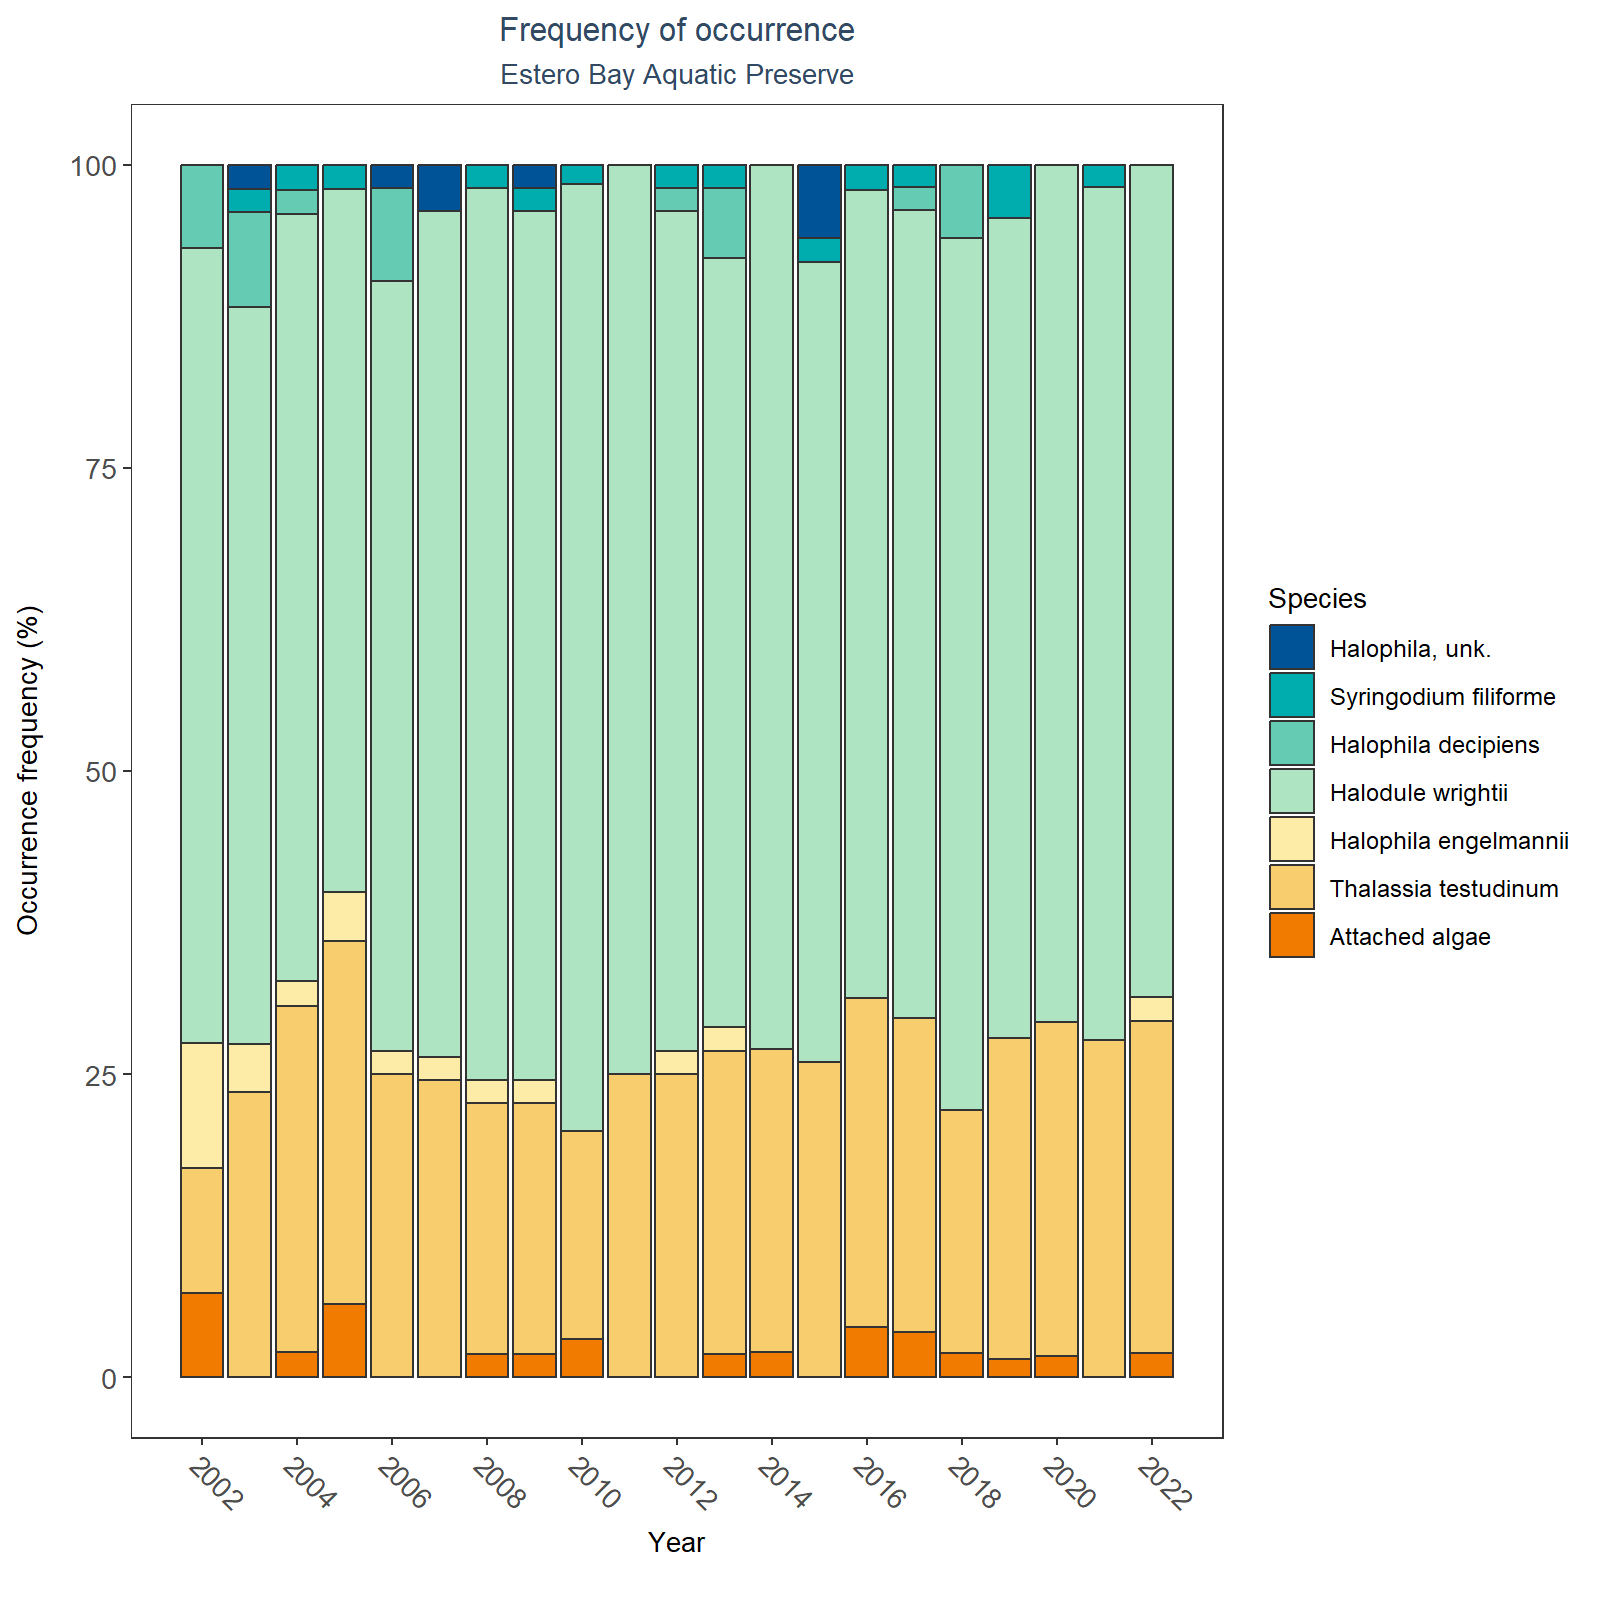 Frequency of occurrence
Estero Bay Aquatic Preserve
Occurrence frequency (%)
100
75
50
25
0
2002
2004
2006
2008
2010
2012
2014
2016
2018
2020
2022
Year
Species
Halophila, unk.
Syringodium filiforme
Halophila decipiens
Halodule wrightii
Halophila engelmannii
Thalassia testudinum
Attached algae